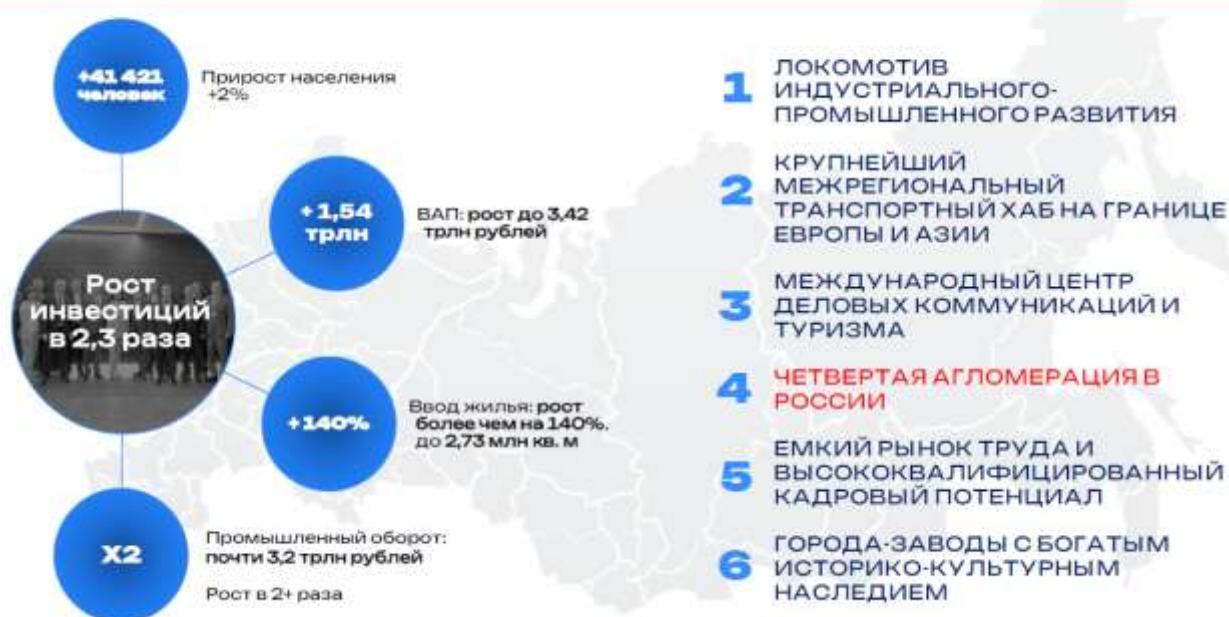 +41 421
человек
Прирост населения
+2%
+ 1,54
трлн
ВАП: рост до 3,42
трлн рублей
Рост
инвестиций
в 2,3 раза
+140%
Ввод жилья: рост
более чем на 140%.
до 2,73 млн кв. м
X2
Промышленный оборот:
почти 3,2 трлн рублей
Рост в 2+ раза
1
ЛОКОМОТИВ
ИНДУСТРИАЛЬНОГО-
ПРОМЫШЛЕННОГО РАЗВИТИЯ
2
КРУПНЕЙШИЙ
МЕЖРЕГИОНАЛЬНЫЙ
ТРАНСПОРТНЫЙ ХАБ НА ГРАНИЦЕ
ЕВРОПЫ И АЗИИ
3
МЕЖДУНАРОДНЫЙ ЦЕНТР
ДЕЛОВЫХ КОММУНИКАЦИЙ И
ТУРИЗМА
4
ЧЕТВЕРТАЯ АГЛОМЕРАЦИЯ В
РОССИИ
5
ЕМКИЙ РЫНОК ТРУДА И
ВЫСОКОКВАЛИФИЦИРОВАННЫЙ
КАДРОВЫЙ ПОТЕНЦИАЛ
6
ГОРОДА-ЗАВОДЫ С БОГАТЫМ
ИСТОРИКО-КУЛЬТУРНЫМ
НАСЛЕДИЕМ